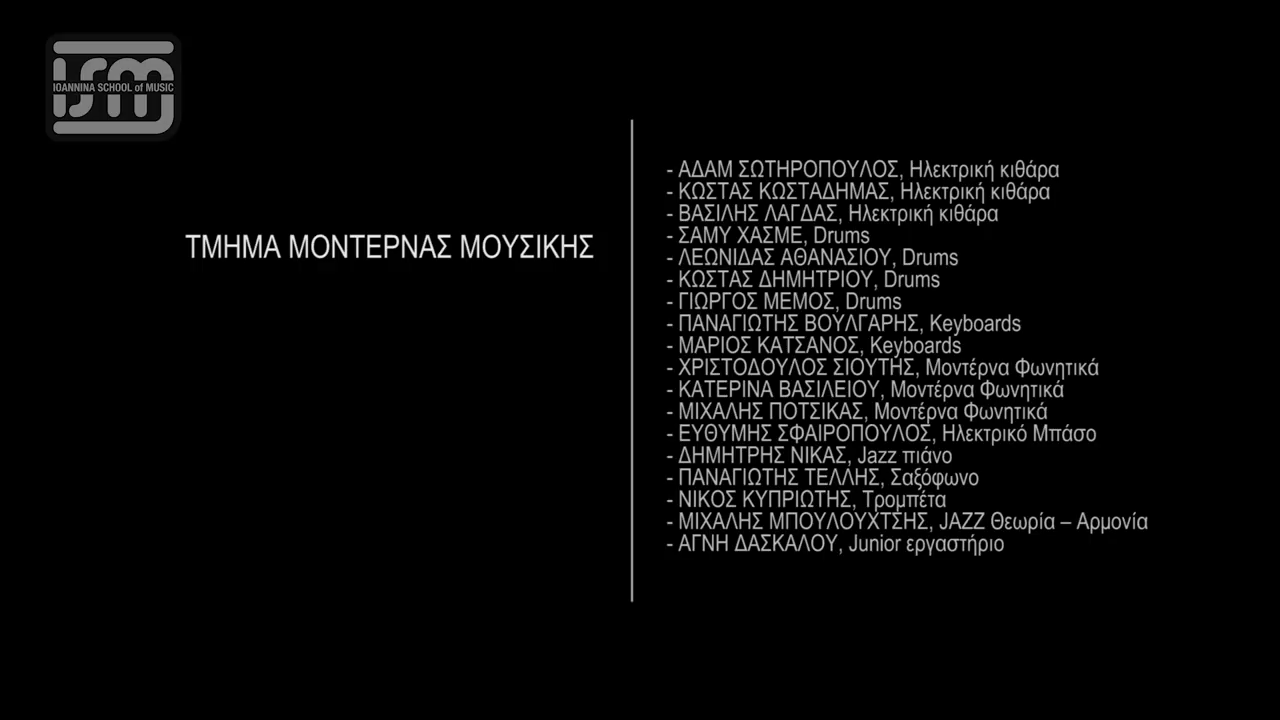 ISM
IOANNINA SCHOOL of MUSIC
ΤΜΗΜΑ ΜΟΝΤΕΡΝΑΣ ΜΟΥΣΙΚΗΣ
- ΑΔΑΜ ΣΩΤΗΡΟΠΟΥΛΟΣ, Ηλεκτρική κιθάρα
- ΚΩΣΤΑΣ ΚΩΣΤΑΔΗΜΑΣ, Ηλεκτρική κιθάρα
- ΒΑΣΙΛΗΣ ΛΑΓΔΑΣ, Ηλεκτρική κιθάρα
- ΣΑΜΥ ΧΑΣΜΕ, Drums
- ΛΕΩΝΙΔΑΣ ΑΘΑΝΑΣΙΟΥ, Drums
- ΚΩΣΤΑΣ ΔΗΜΗΤΡΙΟΥ, Drums
- ΓΙΩΡΓΟΣ ΜΕΜΟΣ, Drums
- ΠΑΝΑΓΙΩΤΗΣ ΒΟΥΛΓΑΡΗΣ, Keyboards
- ΜΑΡΙΟΣ ΚΑΤΣΑΝΟΣ, Keyboards
- ΧΡΙΣΤΟΔΟΥΛΟΣ ΣΙΟΥΤΗΣ, Μοντέρνα Φωνητικά
- ΚΑΤΕΡΙΝΑ ΒΑΣΙΛΕΙΟΥ, Μοντέρνα Φωνητικά
- ΜΙΧΑΛΗΣ ΠΟΤΣΙΚΑΣ, Μοντέρνα Φωνητικά
- ΕΥΘΥΜΗΣ ΣΦΑΙΡΟΠΟΥΛΟΣ, Ηλεκτρικό Μπάσο
- ΔΗΜΗΤΡΗΣ ΝΙΚΑΣ, Jazz πιάνο
- ΠΑΝΑΓΙΩΤΗΣ ΤΕΛΛΗΣ, Σαξόφωνο
- ΝΙΚΟΣ ΚΥΠΡΙΩΤΗΣ, Τρομπέτα
- ΜΙΧΑΛΗΣ ΜΠΟΥΛΟΥΧΤΣΗΣ, JAZZ Θεωρία – Αρμονία
- ΑΓΝΗ ΔΑΣΚΑΛΟΥ, Junior εργαστήριο